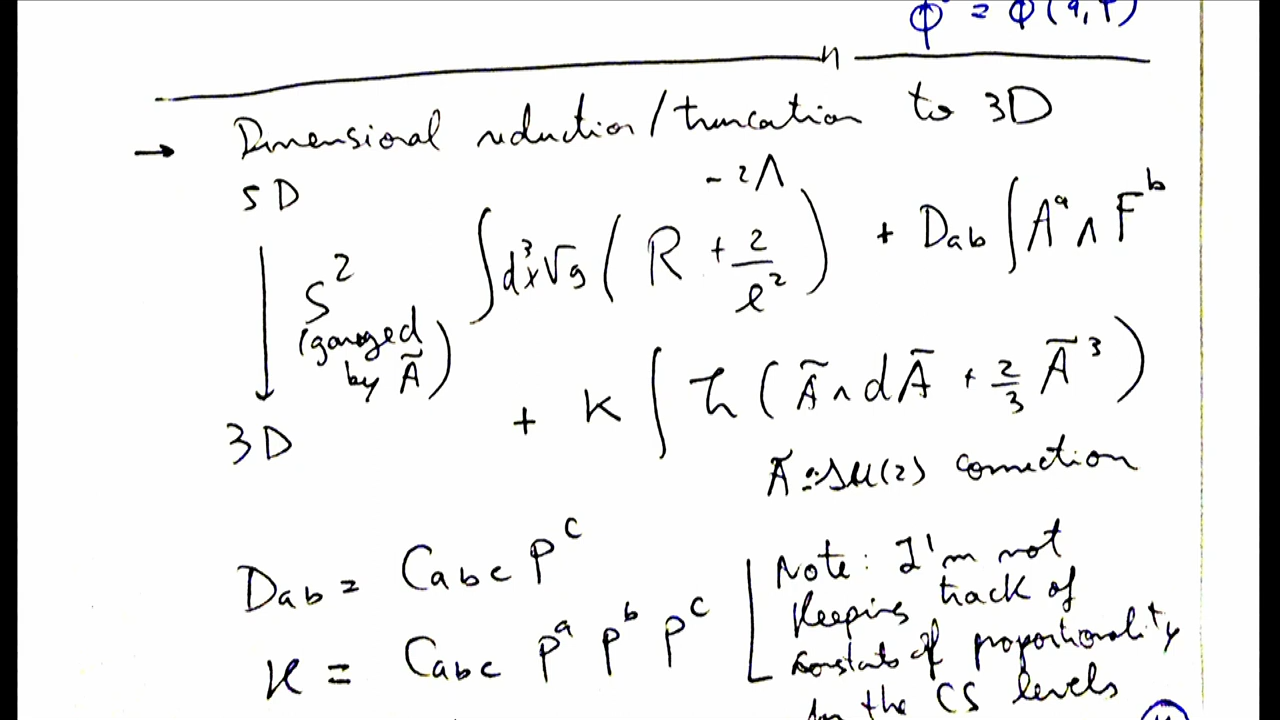 Φ = Φ(q,p)
→ Dimensional reduction/truncation to 3D
5D
↓ S² (gauged by Ã)
3D
∫d³x√g ( R + 2/ℓ² ) + D_ab ∫A^a ∧ F^b
-2Λ
+ k ∫ tr ( Ã ∧ dÃ + 2/3 Ã³ )
Ã : SU(2) connection
D_ab = C_abc p^c
k = C_abc p^a p^b p^c
Note: I'm not
keeping track of
constants of proportionality
for the CS levels